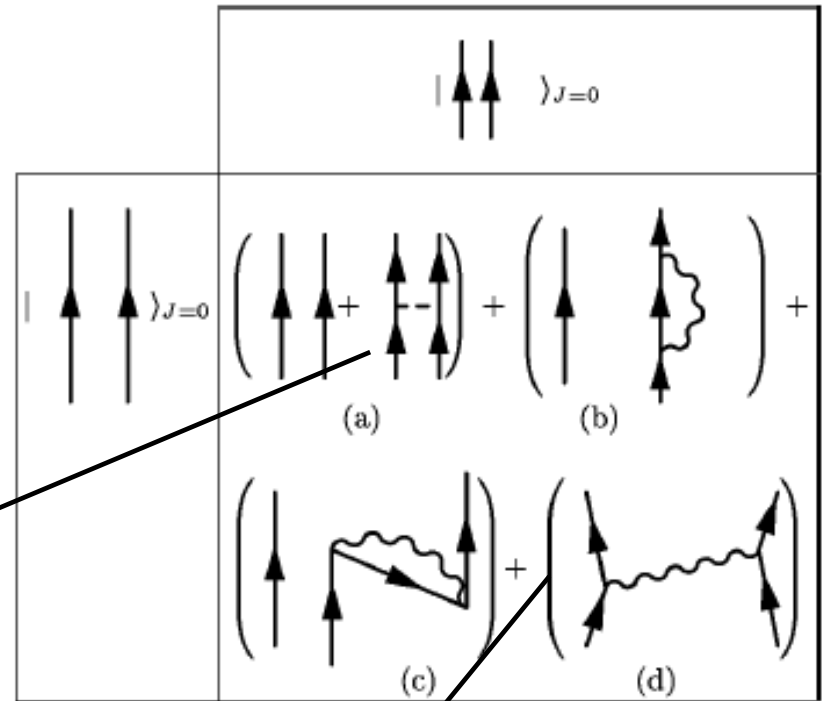 | ⟩J=0
| ⟩J=0 ( + ) + ( ) +
(a) (b)
( ) + ( )
(c) (d)